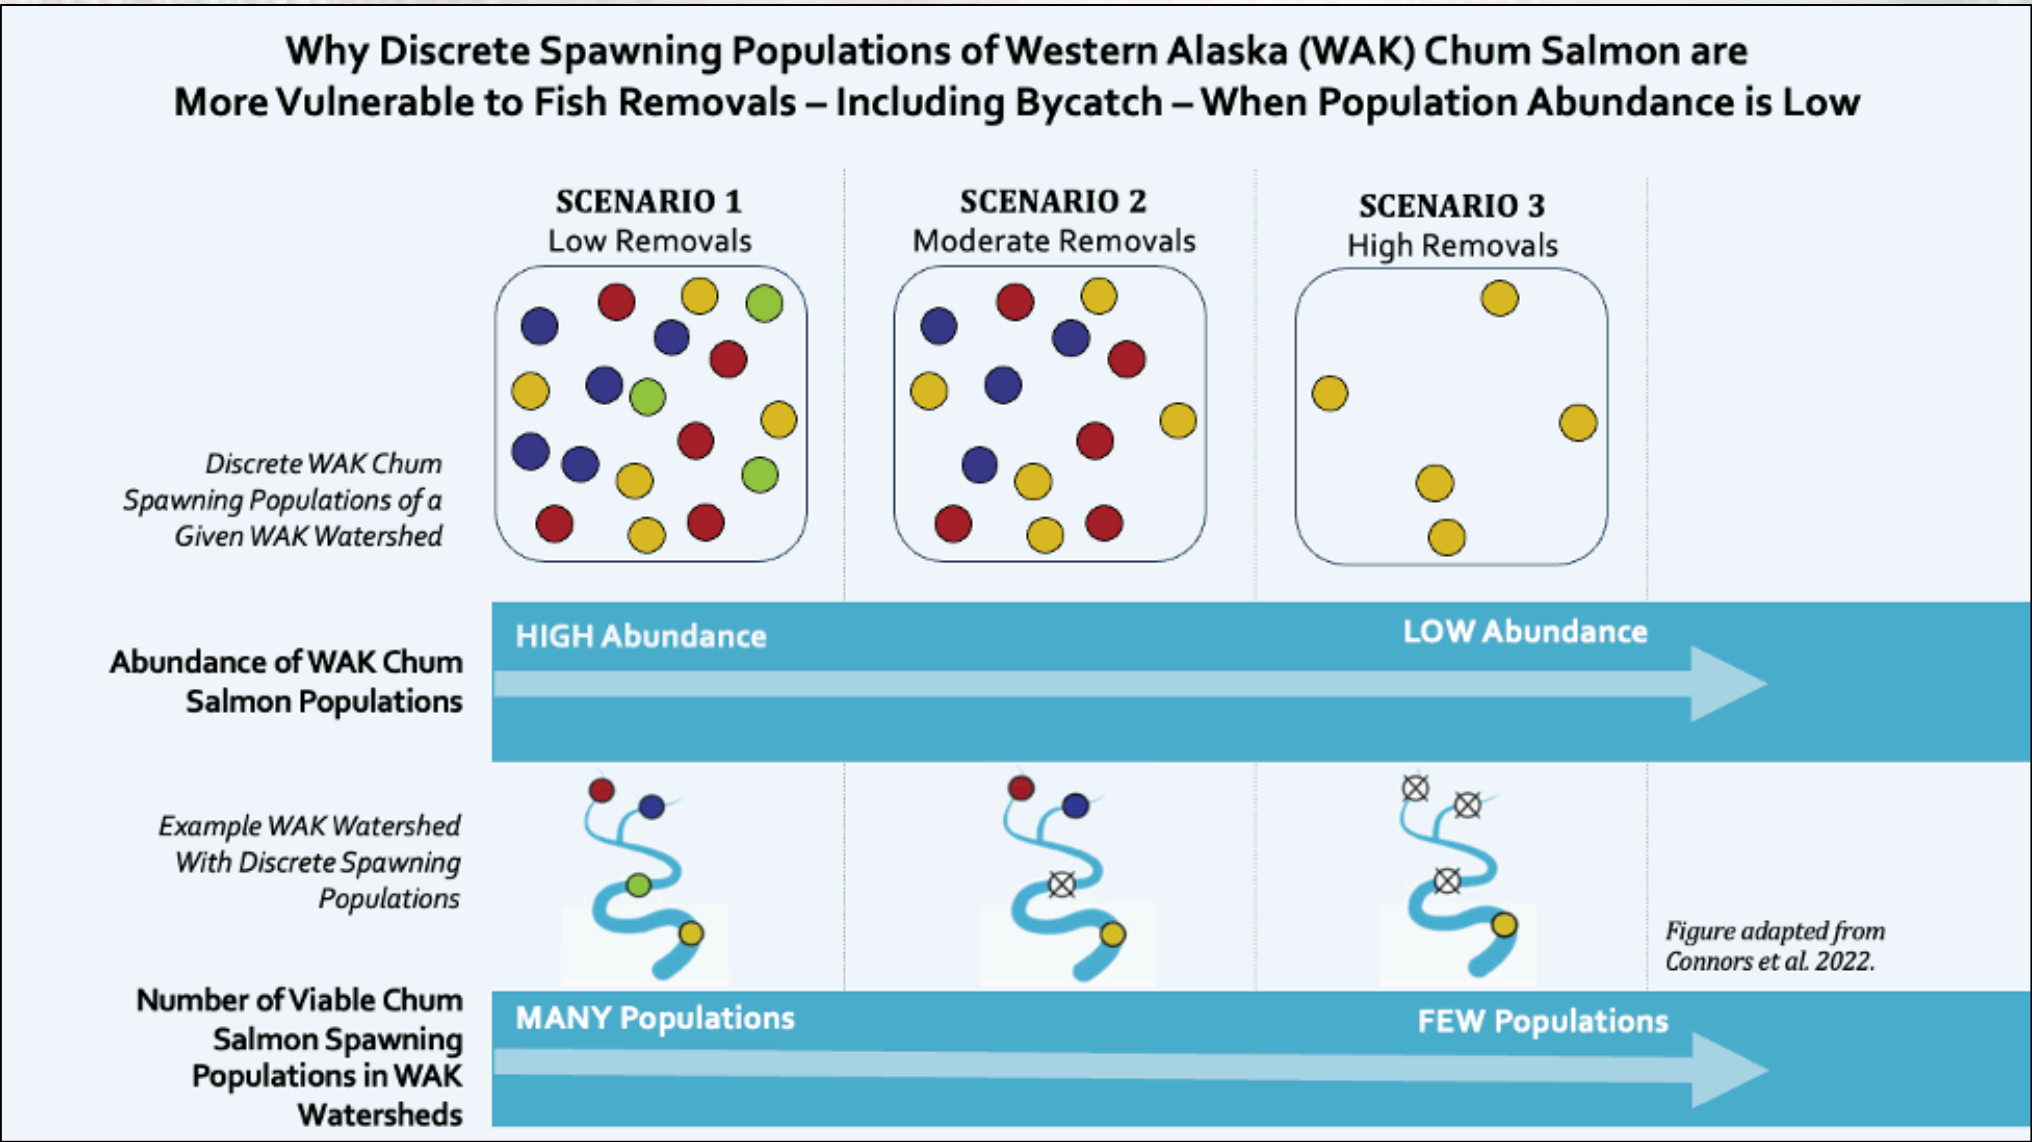 Why Discrete Spawning Populations of Western Alaska (WAK) Chum Salmon are
More Vulnerable to Fish Removals – Including Bycatch – When Population Abundance is Low
SCENARIO 1
Low Removals
SCENARIO 2
Moderate Removals
SCENARIO 3
High Removals
Discrete WAK Chum
Spawning Populations of a
Given WAK Watershed
Abundance of WAK Chum
Salmon Populations
HIGH Abundance
LOW Abundance
Example WAK Watershed
With Discrete Spawning
Populations
Figure adapted from
Connors et al. 2022.
Number of Viable Chum
Salmon Spawning
Populations in WAK
Watersheds
MANY Populations
FEW Populations